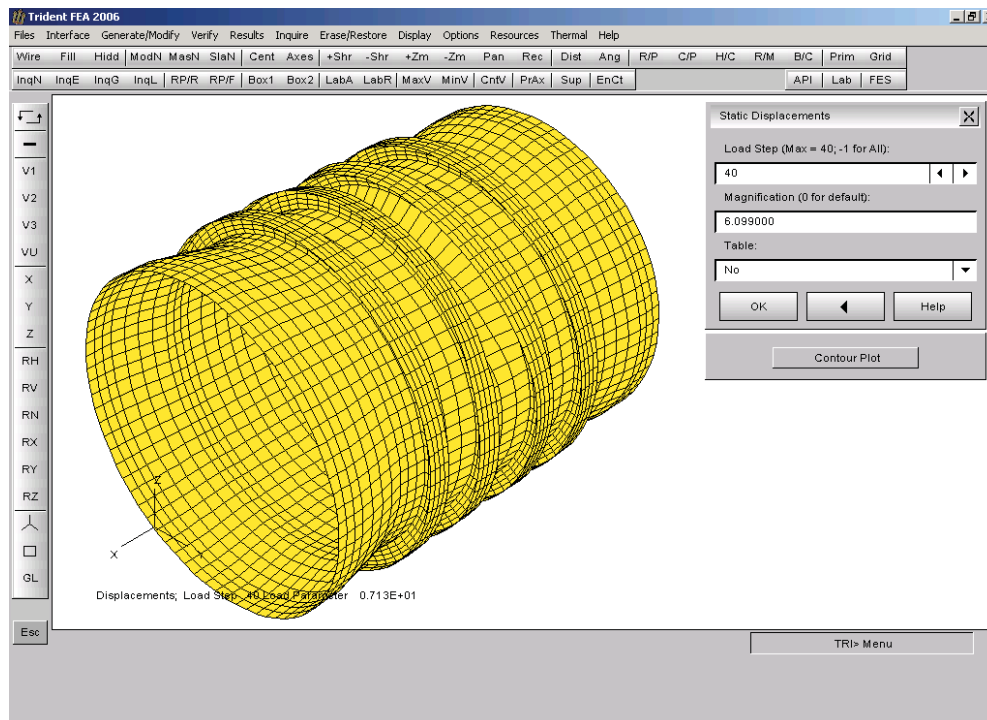 Trident FEA 2006
Files Interface Generate/Modify Verify Results Inquire Erase/Restore Display Options Resources Thermal Help
Wire Fill Hidd ModN MasN SlaN Cent Axes +Shr -Shr +Zm -Zm Pan Rec Dist Ang R/P C/P H/C R/M B/C Prim Grid
InqN InqE InqG InqL RP/R RP/F Box1 Box2 LabA LabR MaxV MinV CntV PrAx Sup EnCt API Lab FES
Static Displacements
Load Step (Max = 40; -1 for All):
40
Magnification (0 for default):
6.099000
Table:
No
OK Help
Contour Plot
V1
V2
V3
VU
X
Y
Z
RH
RV
RN
RX
RY
RZ
GL
Esc
Z
X
Y
Displacements; Load Step 40 Load Parameter 0.713E+01
TRI> Menu